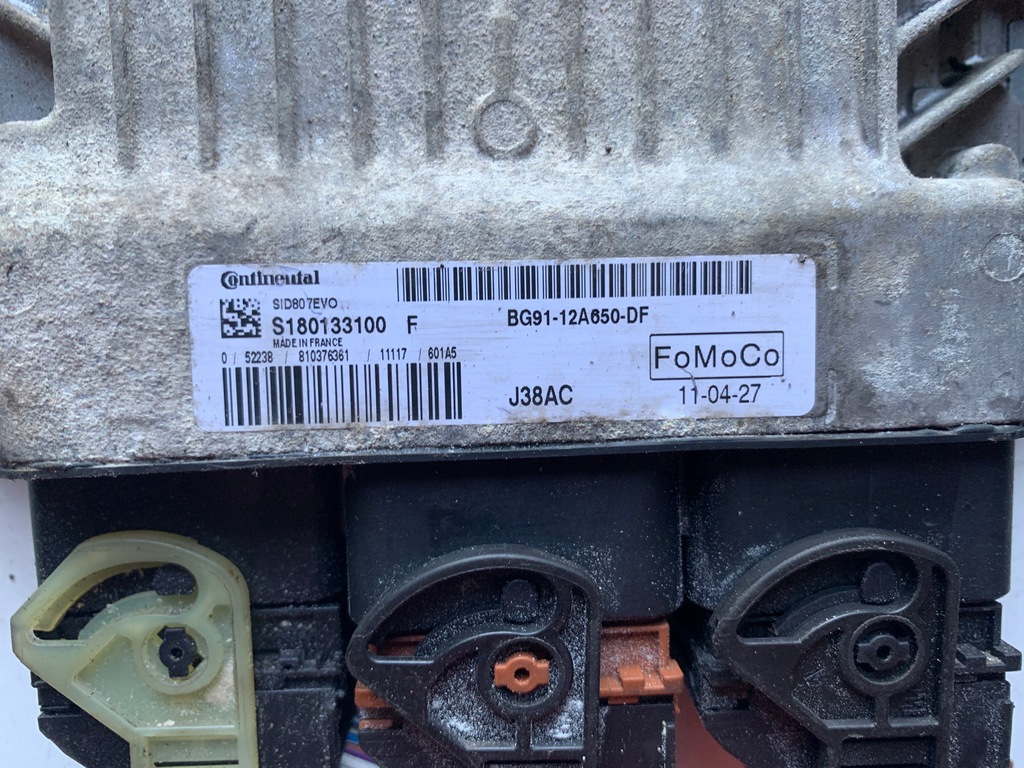 Continental
SID807EVO
S180133100 F
MADE IN FRANCE
0 / 52238 / 810376361 / 11117 / 601A5
BG91-12A650-DF
FoMoCo
J38AC
11-04-27